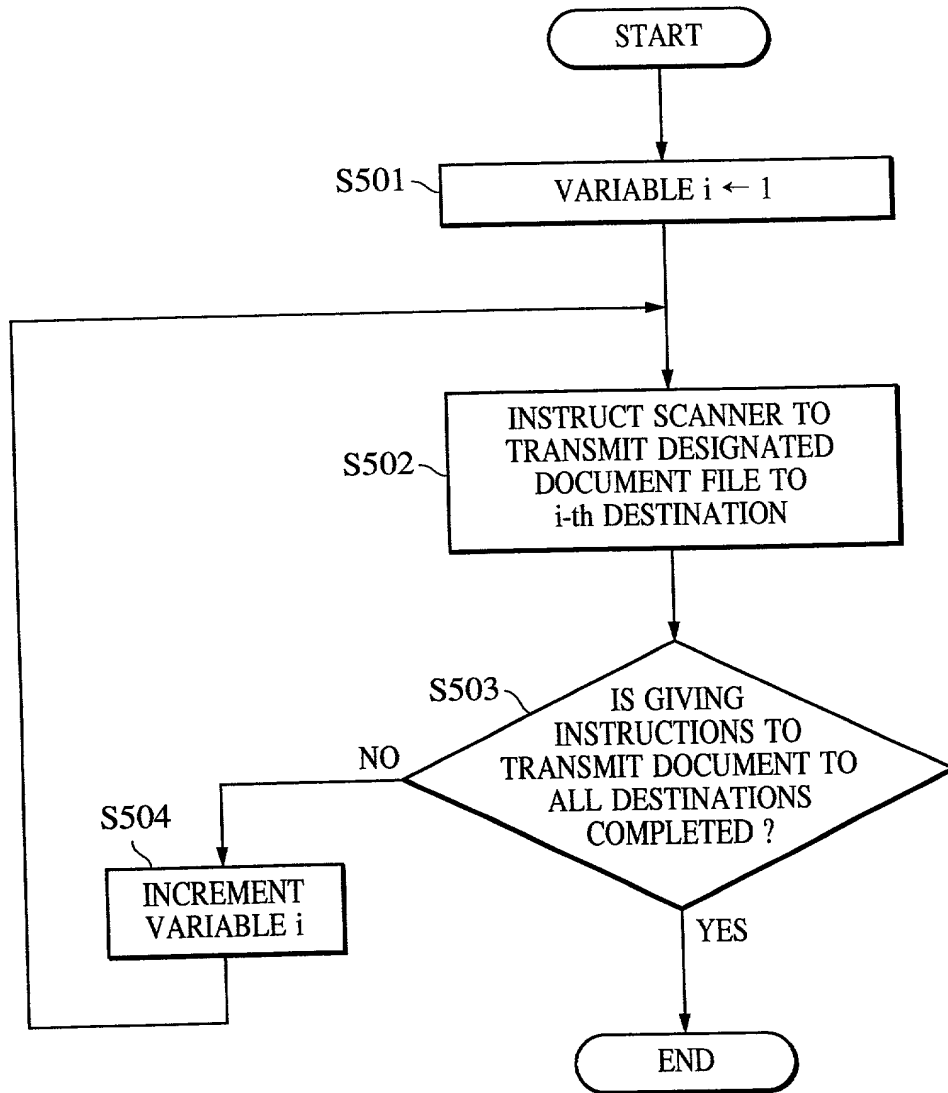 START
S501
VARIABLE i ← 1
S502
INSTRUCT SCANNER TO
TRANSMIT DESIGNATED
DOCUMENT FILE TO
i-th DESTINATION
S503
IS GIVING
INSTRUCTIONS TO
TRANSMIT DOCUMENT TO
ALL DESTINATIONS
COMPLETED ?
NO
S504
INCREMENT
VARIABLE i
YES
END